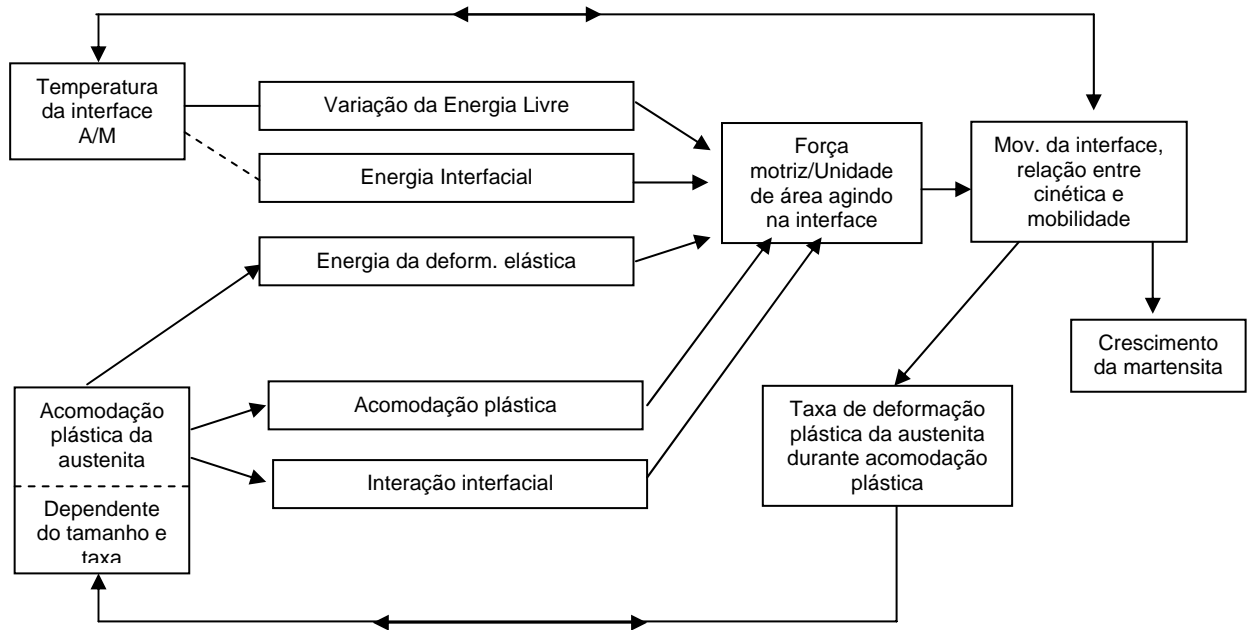 Temperatura
da interface
A/M
Variação da Energia Livre
Energia Interfacial
Energia da deform. elástica
Força
motriz/Unidade
de área agindo
na interface
Mov. da interface,
relação entre
cinética e
mobilidade
Crescimento
da martensita
Acomodação
plástica da
austenita
Dependente
do tamanho e
taxa
Acomodação plástica
Interação interfacial
Taxa de deformação
plástica da austenita
durante acomodação
plástica